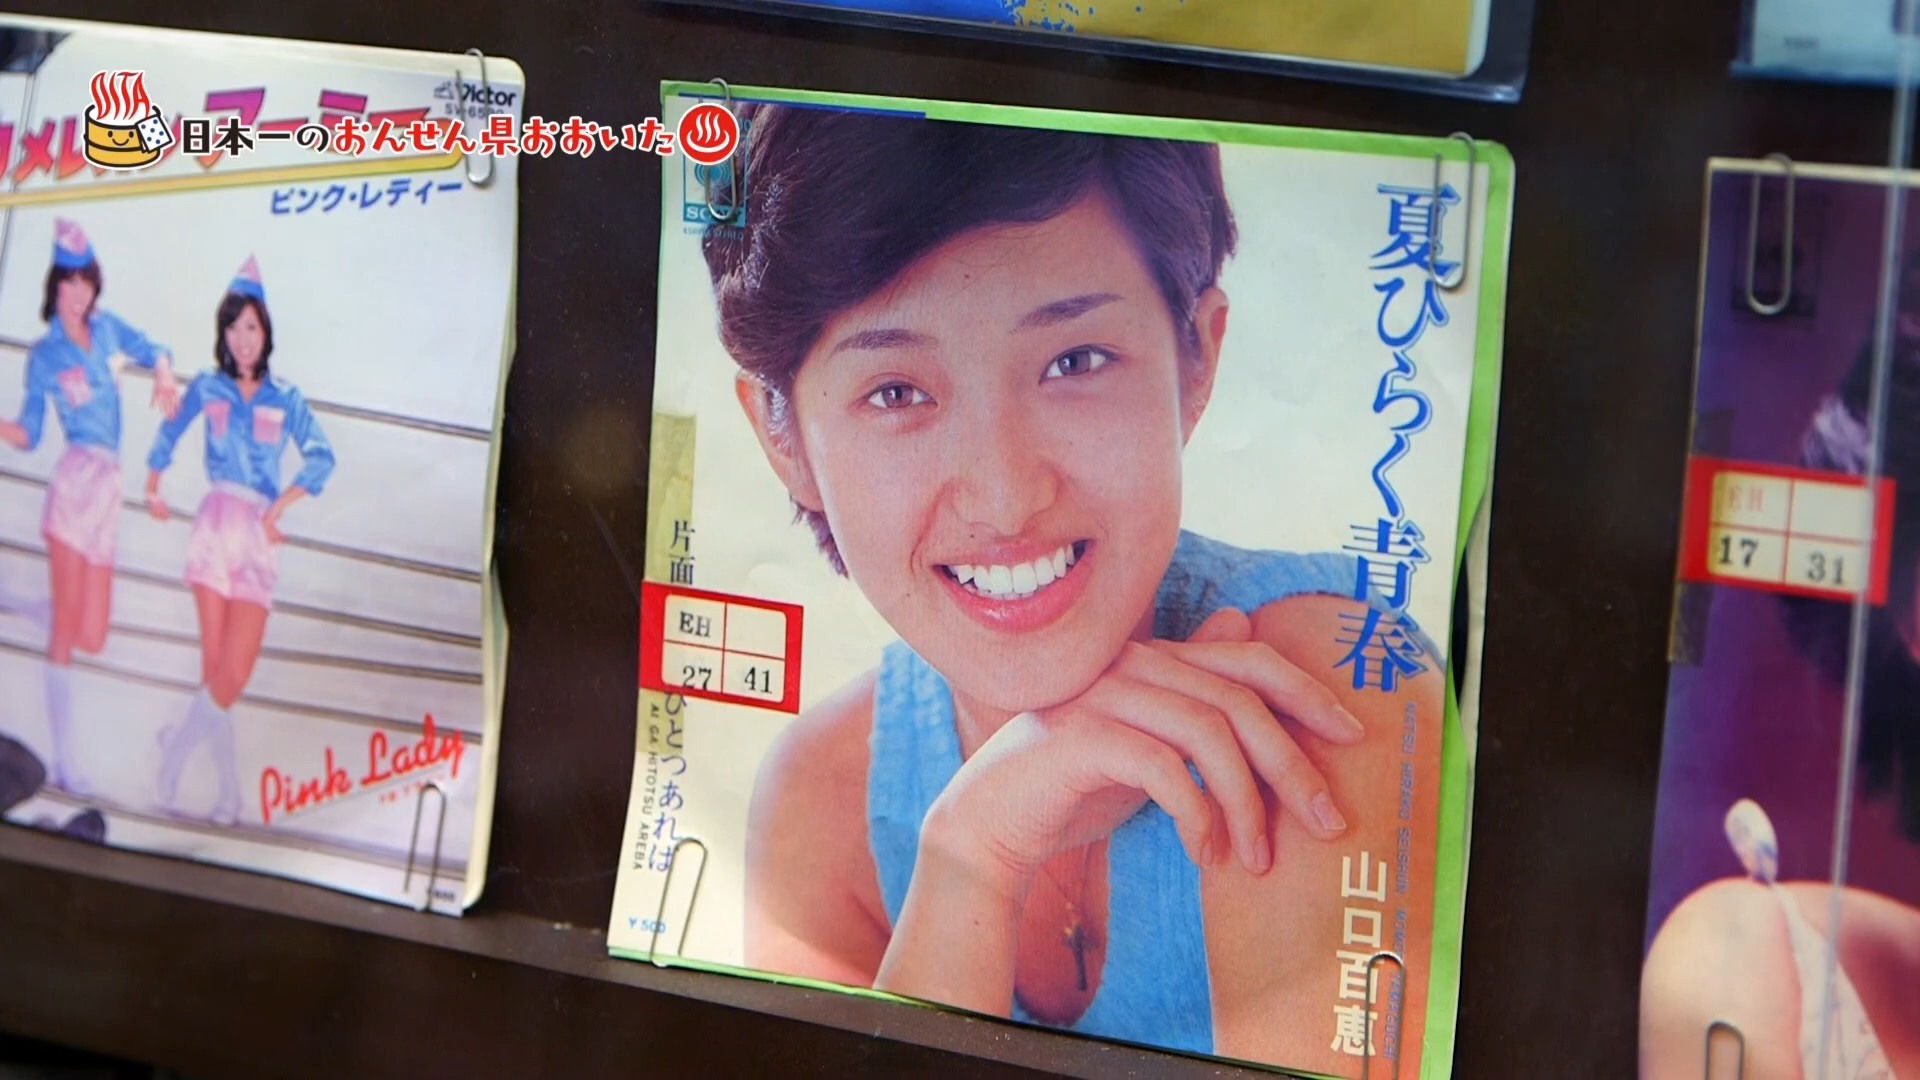 OITA
日本一のおんせん県おおいた
Victor
ピンク・レディー
Pink Lady
夏ひらく青春
NATSU HIRAKU SEISHUN
山口百恵
SONY
片面
EH
27 41
ひとつあれば
AI GA HITOTSU AREBA
¥500
EH
17 31